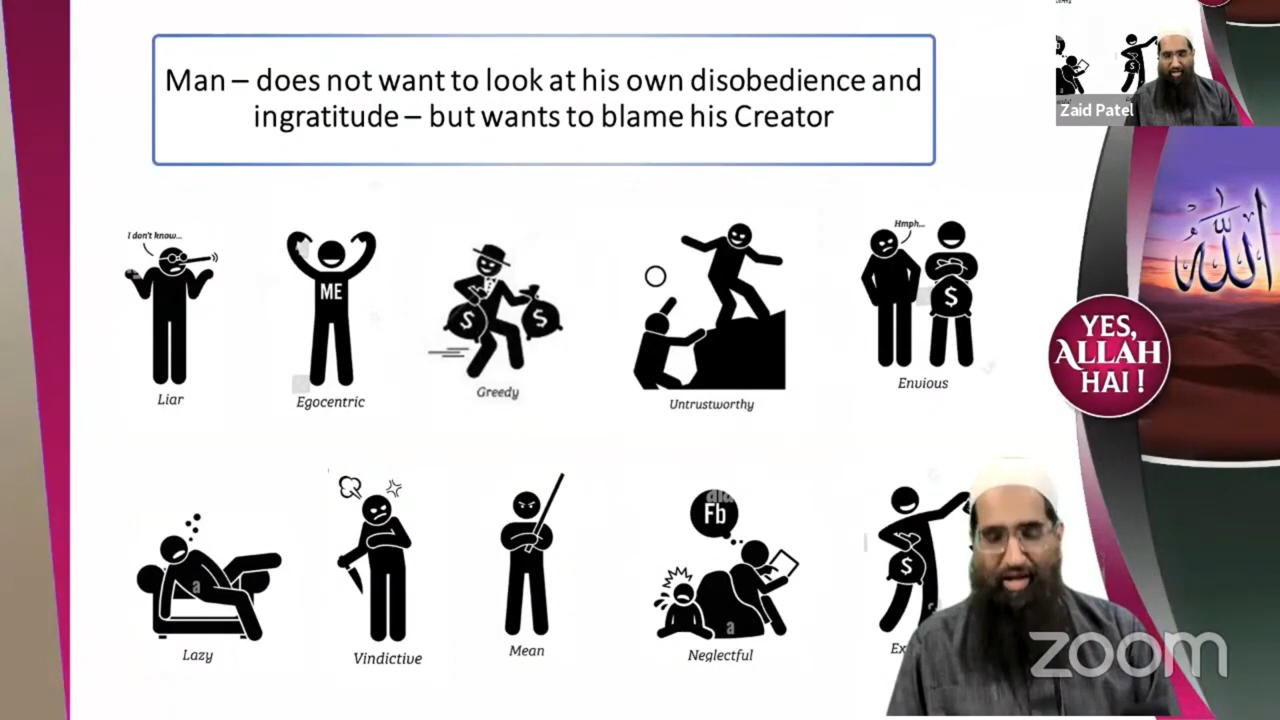 Man – does not want to look at his own disobedience and
ingratitude – but wants to blame his Creator
Zaid Patel
I don't know...
Liar
ME
Egocentric
$ $
Greedy
Untrustworthy
Hmph...
$
Envious
الله
YES,
ALLAH
HAI !
Lazy
Vindictive
Mean
Fb
Neglectful
$
Ex
zoom